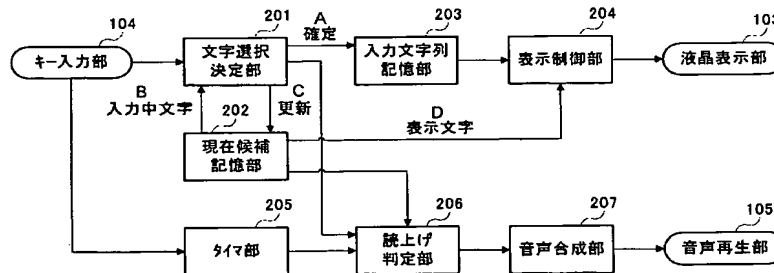 104
201
A
確定
203
204
103
キー入力部
文字選択
決定部
入力文字列
記憶部
表示制御部
液晶表示部
B
入力中文字
C
更新
202
D
表示文字
現在候補
記憶部
205
206
207
105
タイマ部
読上げ
判定部
音声合成部
音声再生部